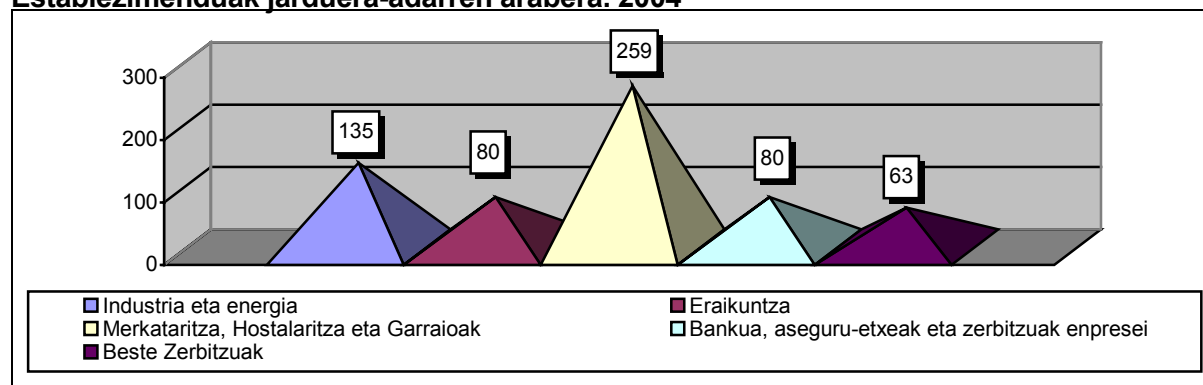 Establezimenduak jarduera-adarren arabera. 2004
259
300
135
200
80
80
63
100
0
Industria eta energia
Eraikuntza
Merkataritza, Hostalaritza eta Garraioak
Bankua, aseguru-etxeak eta zerbitzuak enpresei
Beste Zerbitzuak